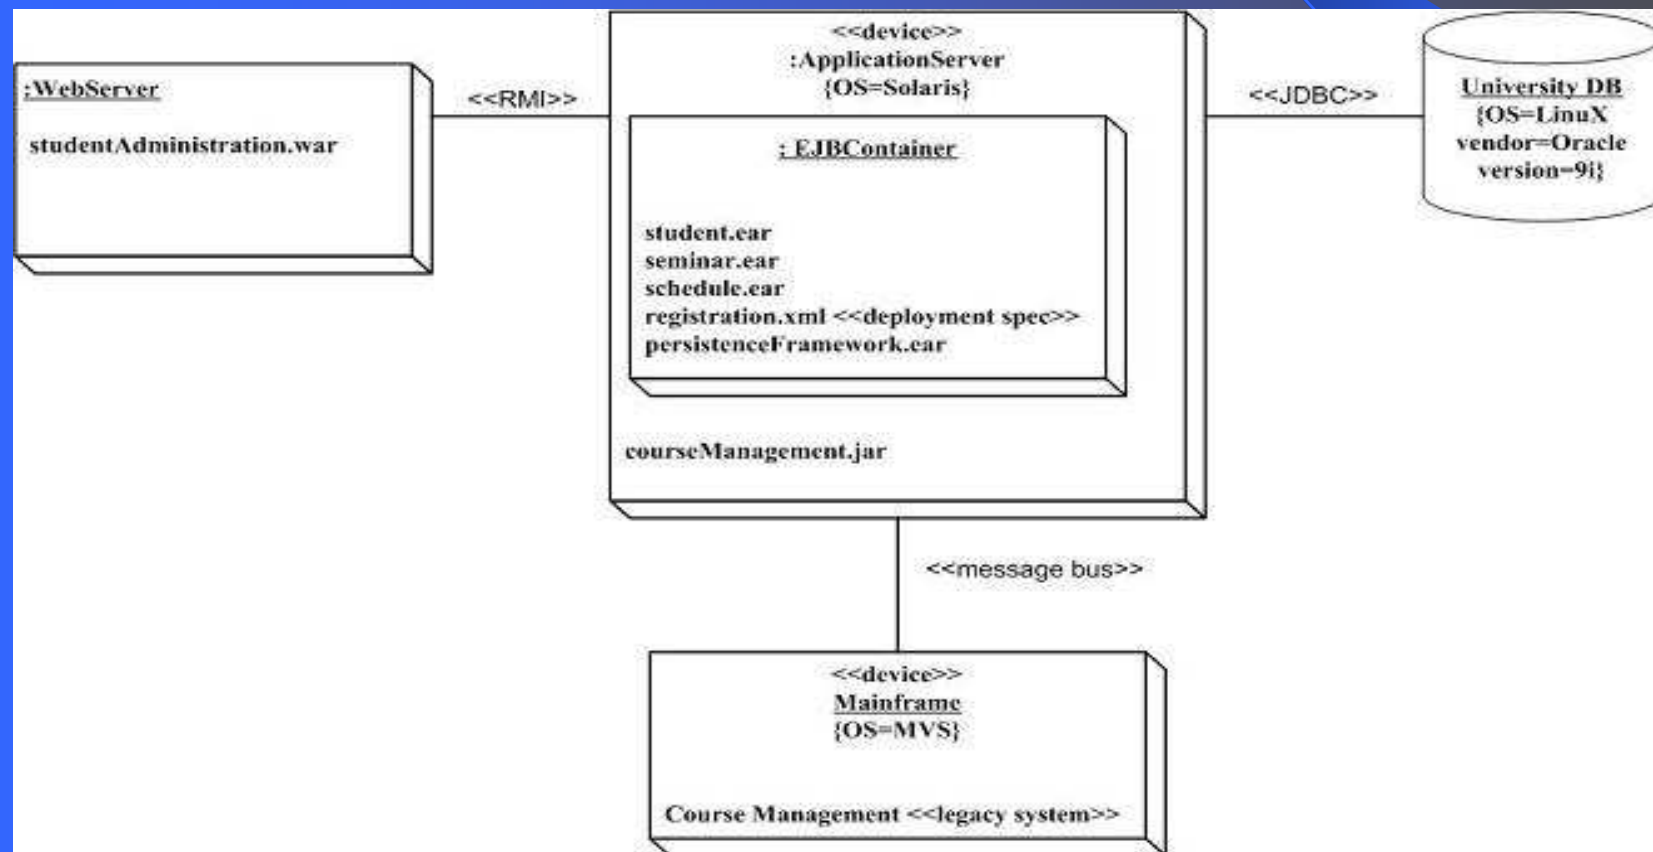 :WebServer
studentAdministration.war
<<RMI>>
<<device>>
:ApplicationServer
{OS=Solaris}
: EJBContainer
student.ear
seminar.ear
schedule.ear
registration.xml <<deployment spec>>
persistenceFramework.ear
courseManagement.jar
<<JDBC>>
University DB
{OS=LinuX
vendor=Oracle
version=9i}
<<message bus>>
<<device>>
Mainframe
{OS=MVS}
Course Management <<legacy system>>